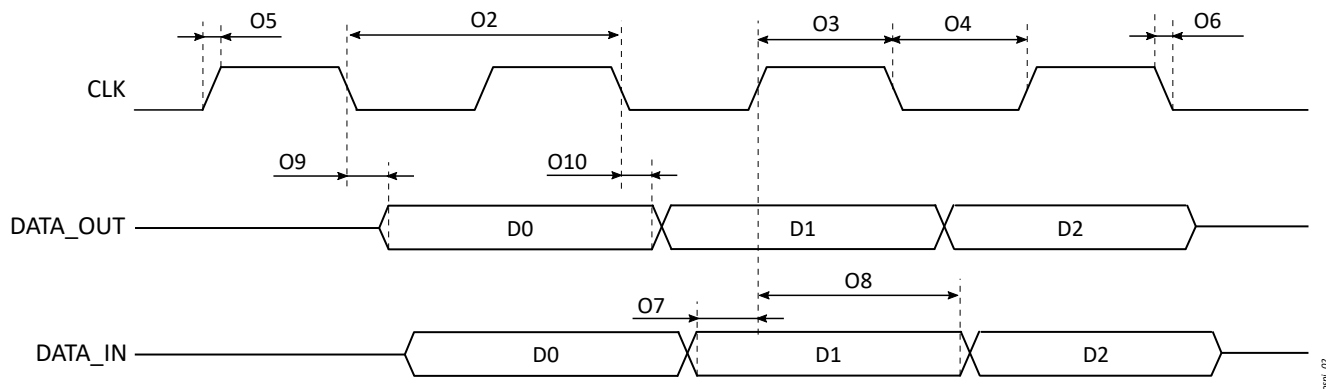 O5 O2 O3 O4 O6
CLK
O9 O10
DATA_OUT D0 D1 D2
O7 O8
DATA_IN D0 D1 D2